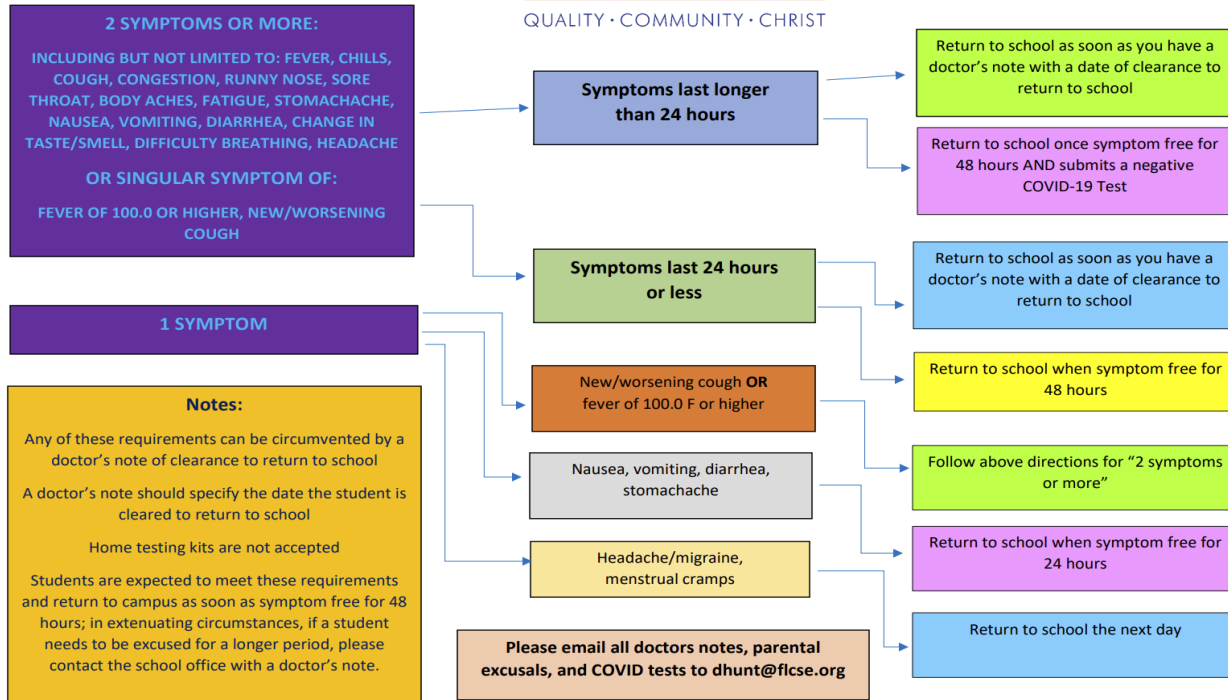 QUALITY · COMMUNITY · CHRIST
2 SYMPTOMS OR MORE:
INCLUDING BUT NOT LIMITED TO: FEVER, CHILLS,
COUGH, CONGESTION, RUNNY NOSE, SORE
THROAT, BODY ACHES, FATIGUE, STOMACHACHE,
NAUSEA, VOMITING, DIARRHEA, CHANGE IN
TASTE/SMELL, DIFFICULTY BREATHING, HEADACHE
OR SINGULAR SYMPTOM OF:
FEVER OF 100.0 OR HIGHER, NEW/WORSENING
COUGH
Symptoms last longer
than 24 hours
Return to school as soon as you have a
doctor's note with a date of clearance to
return to school
Return to school once symptom free for
48 hours AND submits a negative
COVID-19 Test
Symptoms last 24 hours
or less
Return to school as soon as you have a
doctor's note with a date of clearance to
return to school
Return to school when symptom free for
48 hours
1 SYMPTOM
New/worsening cough OR
fever of 100.0 F or higher
Follow above directions for "2 symptoms
or more"
Nausea, vomiting, diarrhea,
stomachache
Return to school when symptom free for
24 hours
Headache/migraine,
menstrual cramps
Return to school the next day
Notes:
Any of these requirements can be circumvented by a
doctor's note of clearance to return to school
A doctor's note should specify the date the student is
cleared to return to school
Home testing kits are not accepted
Students are expected to meet these requirements
and return to campus as soon as symptom free for 48
hours; in extenuating circumstances, if a student
needs to be excused for a longer period, please
contact the school office with a doctor's note.
Please email all doctors notes, parental
excusals, and COVID tests to dhunt@flcse.org